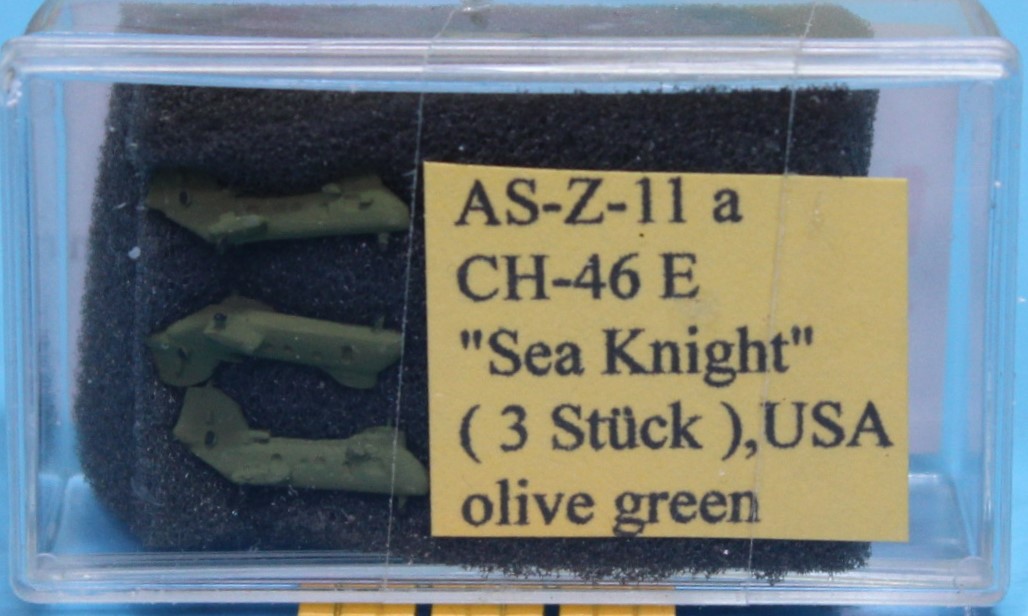 AS-Z-11 a
CH-46 E
"Sea Knight"
( 3 Stück ),USA
olive green